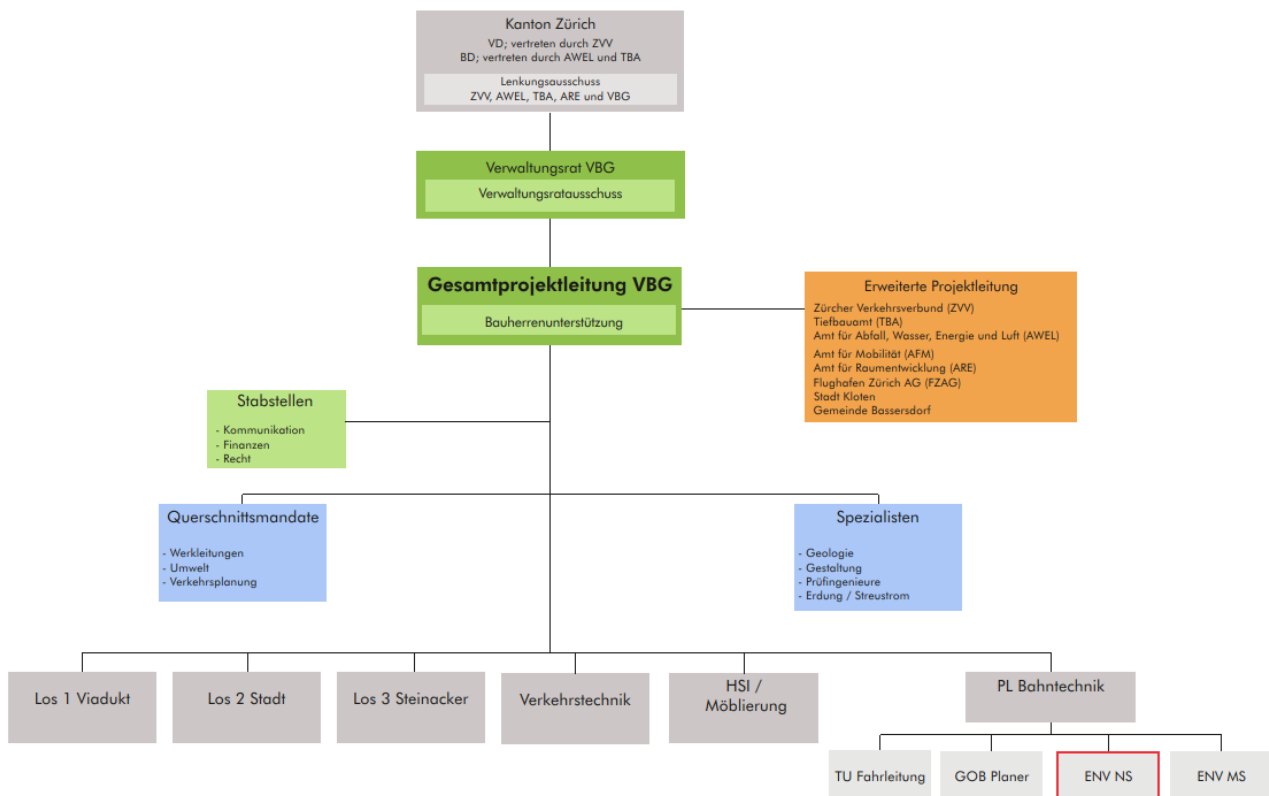 Kanton Zürich
VD; vertreten durch ZVV
BD; vertreten durch AWEL und TBA
Lenkungsausschuss
ZVV, AWEL, TBA, ARE und VBG
Verwaltungsrat VBG
Verwaltungsratausschuss
Gesamtprojektleitung VBG
Bauherrenunterstützung
Erweiterte Projektleitung
Zürcher Verkehrsverbund (ZVV)
Tiefbauamt (TBA)
Amt für Abfall, Wasser, Energie und Luft (AWEL)
Amt für Mobilität (AFM)
Amt für Raumentwicklung (ARE)
Flughafen Zürich AG (FZAG)
Stadt Kloten
Gemeinde Bassersdorf
Stabstellen
- Kommunikation
- Finanzen
- Recht
Querschnittsmandate
- Werkleitungen
- Umwelt
- Verkehrsplanung
Spezialisten
- Geologie
- Gestaltung
- Prüfingenieure
- Erdung / Streustrom
Los 1 Viadukt
Los 2 Stadt
Los 3 Steinacker
Verkehrstechnik
HSI /
Möblierung
PL Bahntechnik
TU Fahrleitung
GOB Planer
ENV NS
ENV MS